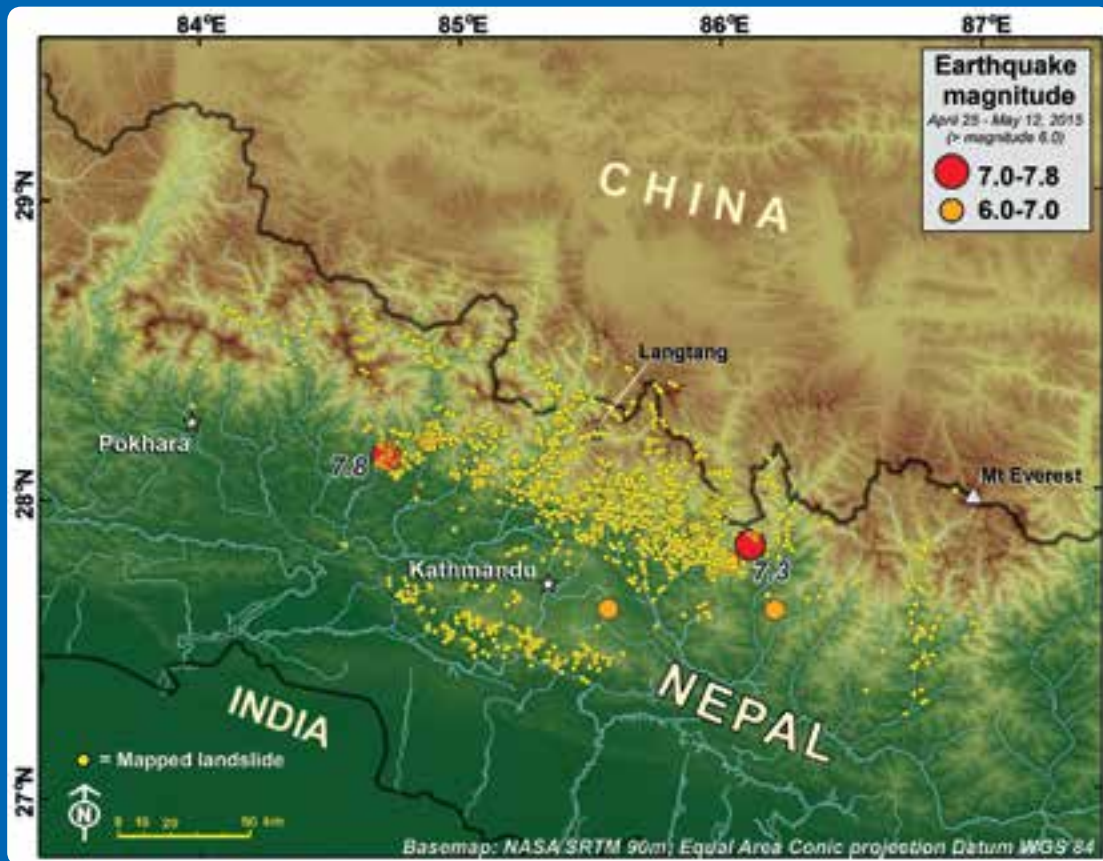 84°E
85°E
86°E
87°E
Earthquake
magnitude
April 25 - May 12, 2015
(> magnitude 6.0)
7.0-7.8
6.0-7.0
CHINA
29°N
Langtang
Pokhara
7.8
28°N
Mt Everest
Kathmandu
7.3
NEPAL
INDIA
= Mapped landslide
27°N
N
0 10 20 50 km
Basemap: NASA SRTM 90m; Equal Area Conic projection Datum WGS 84